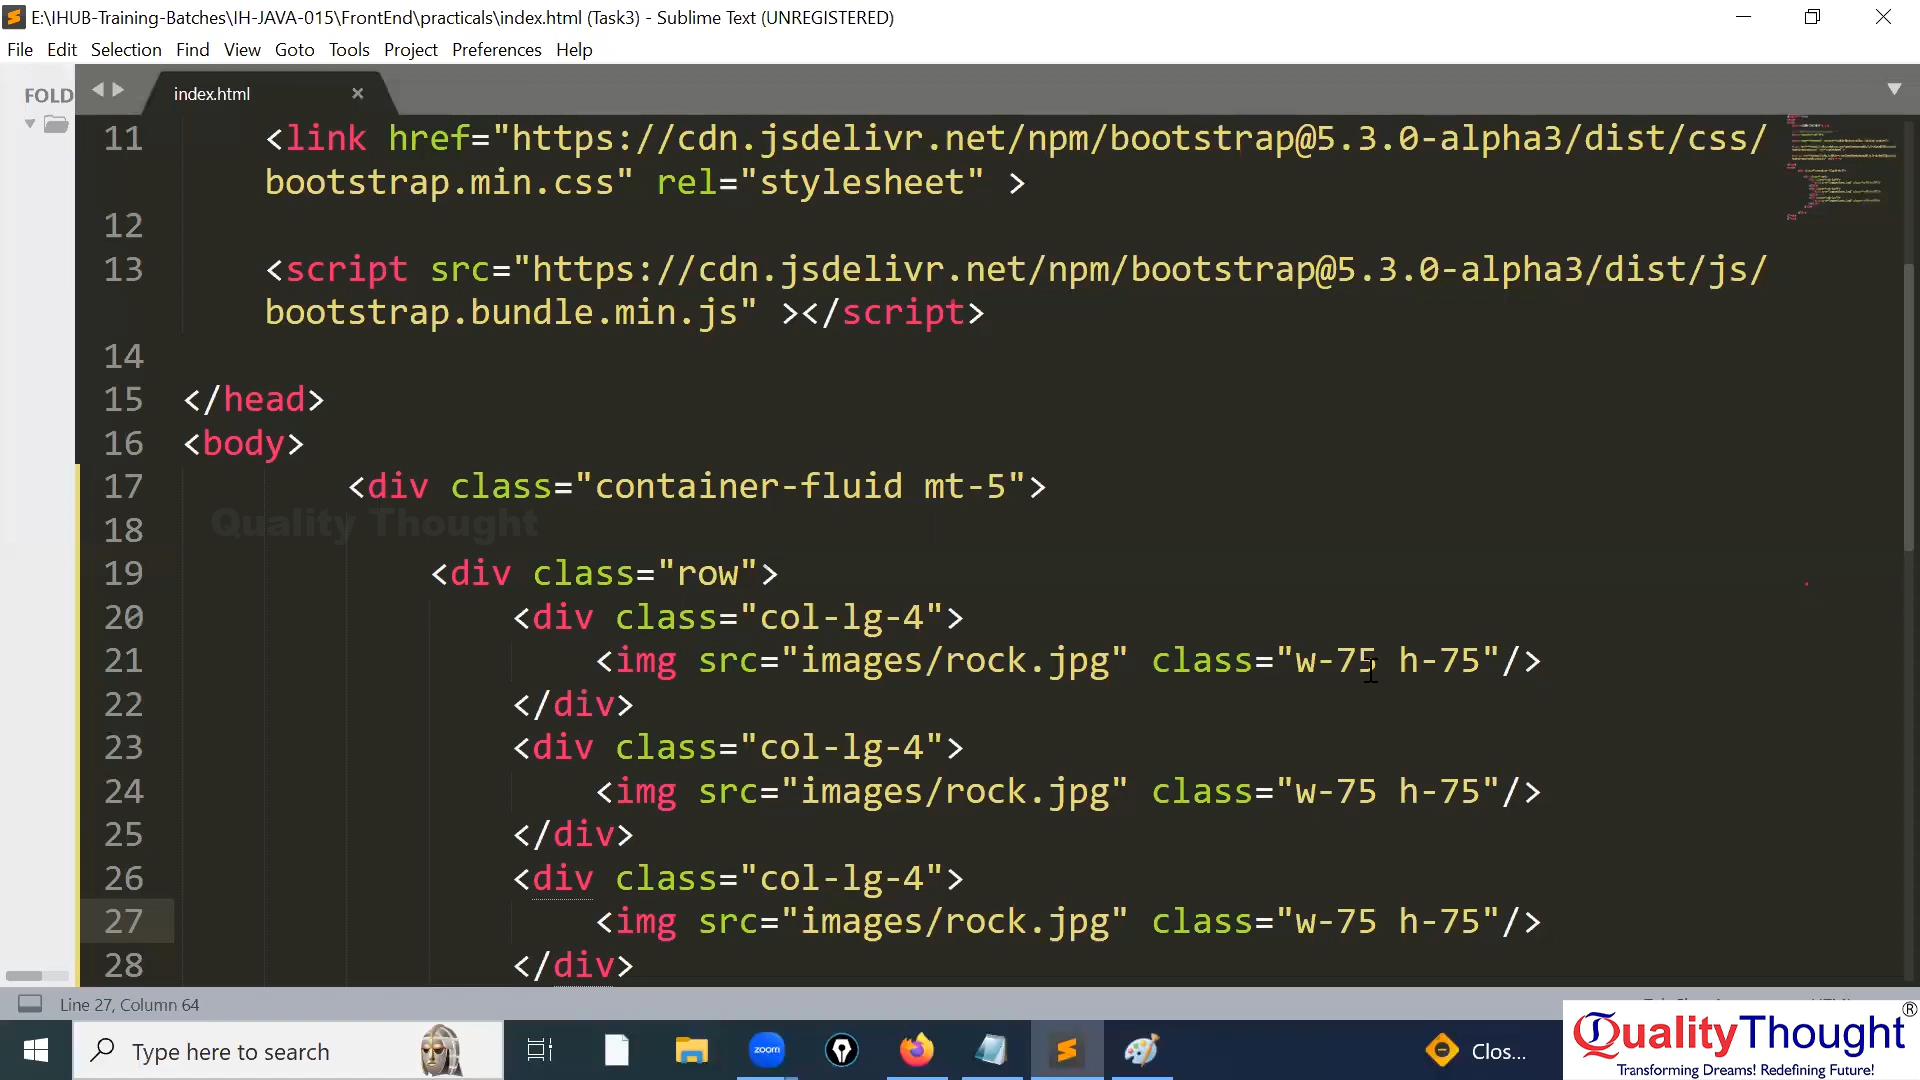 E:\IHUB-Training-Batches\IH-JAVA-015\FrontEnd\practicals\index.html (Task3) - Sublime Text (UNREGISTERED)
File Edit Selection Find View Goto Tools Project Preferences Help
FOLD
index.html
11 <link href="https://cdn.jsdelivr.net/npm/bootstrap@5.3.0-alpha3/dist/css/
bootstrap.min.css" rel="stylesheet" >
12
13 <script src="https://cdn.jsdelivr.net/npm/bootstrap@5.3.0-alpha3/dist/js/
bootstrap.bundle.min.js" ></script>
14
15 </head>
16 <body>
17 <div class="container-fluid mt-5">
Quality Thought
18
19 <div class="row">
20 <div class="col-lg-4">
21 <img src="images/rock.jpg" class="w-75 h-75"/>
22 </div>
23 <div class="col-lg-4">
24 <img src="images/rock.jpg" class="w-75 h-75"/>
25 </div>
26 <div class="col-lg-4">
27 <img src="images/rock.jpg" class="w-75 h-75"/>
28 </div>
Line 27, Column 64
Type here to search
zoom
Clos...
QualityThought®
Transforming Dreams! Redefining Future!